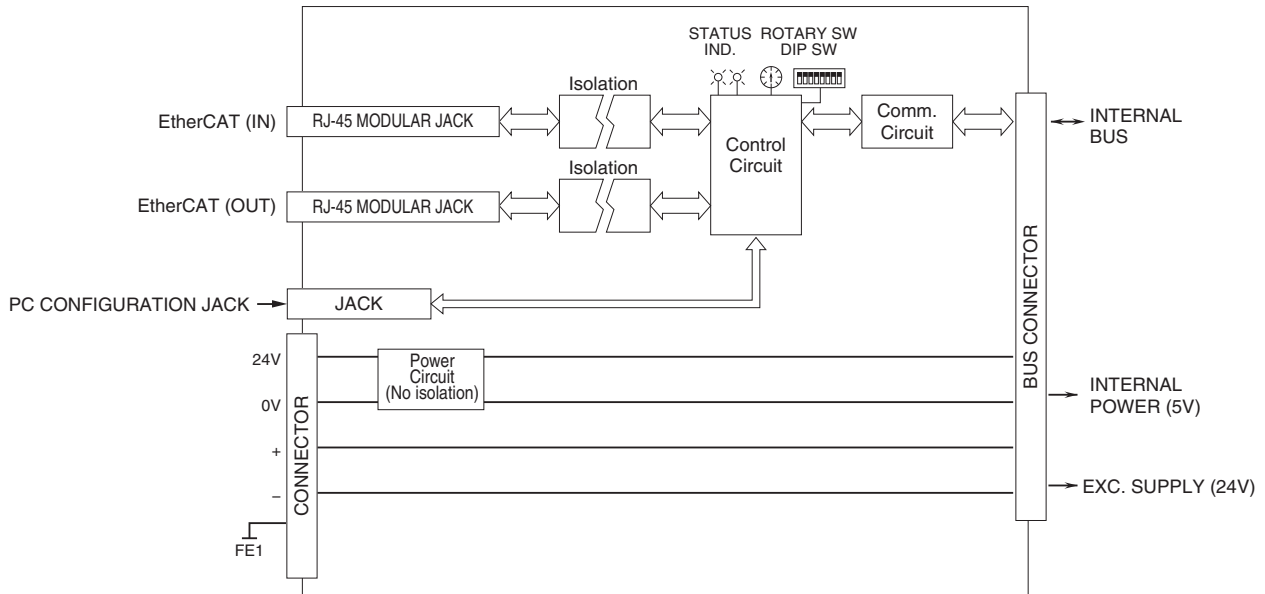 STATUS
IND.
ROTARY SW
DIP SW
Isolation
EtherCAT (IN)
RJ-45 MODULAR JACK
Control
Circuit
Comm.
Circuit
INTERNAL
BUS
Isolation
EtherCAT (OUT)
RJ-45 MODULAR JACK
PC CONFIGURATION JACK
JACK
BUS CONNECTOR
CONNECTOR
24V
Power
Circuit
(No isolation)
0V
INTERNAL
POWER (5V)
+
–
EXC. SUPPLY (24V)
FE1